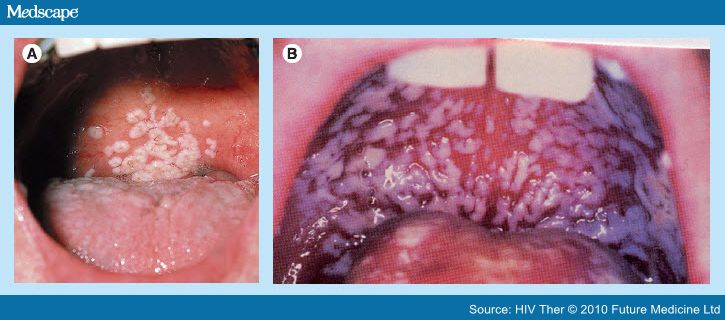 Medscape
A
B
Source: HIV Ther © 2010 Future Medicine Ltd